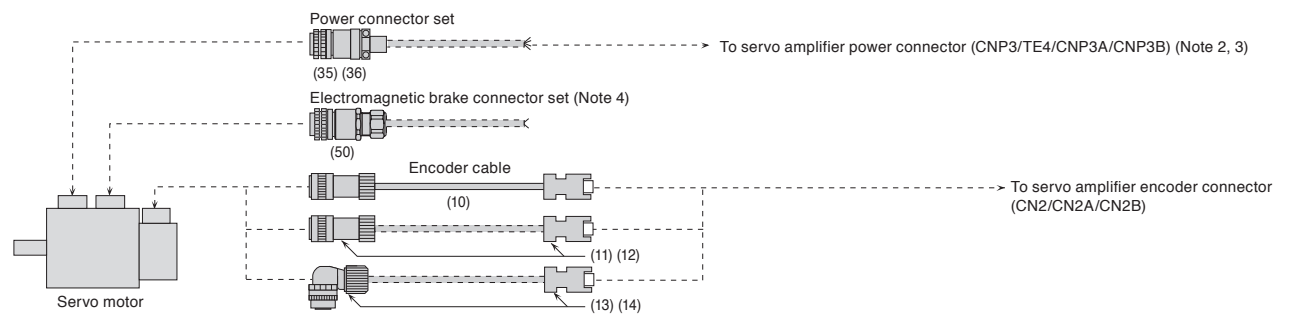 Power connector set
To servo amplifier power connector (CNP3/TE4/CNP3A/CNP3B) (Note 2, 3)
(35) (36)
Electromagnetic brake connector set (Note 4)
(50)
Encoder cable
(10)
To servo amplifier encoder connector
(CN2/CN2A/CN2B)
(11) (12)
(13) (14)
Servo motor